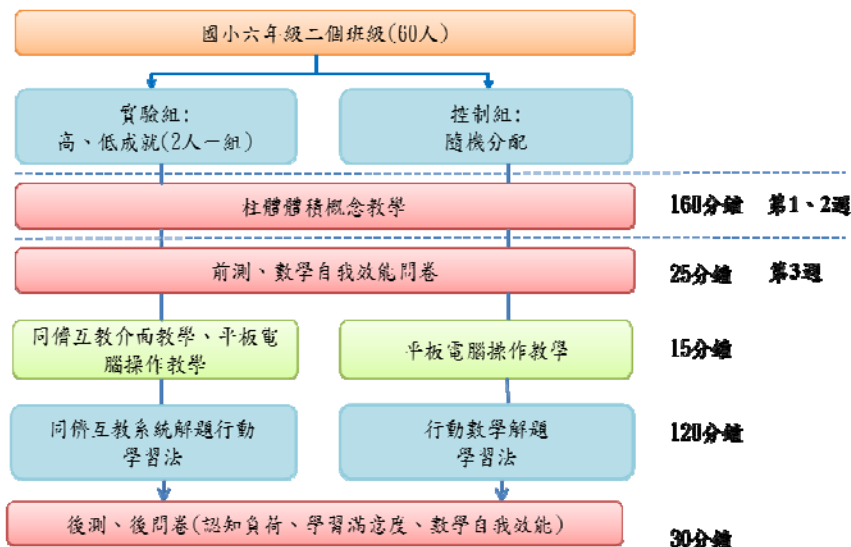 國小六年級二個班級(60人)
實驗組:
高、低成就(2人一組)
控制組:
隨機分配
柱體體積概念教學
160分鐘 第1、2週
前測、數學自我效能問卷
25分鐘 第3週
同儕互教介面教學、平板電
腦操作教學
平板電腦操作教學
15分鐘
同儕互教系統解題行動
學習法
行動數學解題
學習法
120分鐘
後測、後問卷(認知負荷、學習滿意度、數學自我效能)
30分鐘